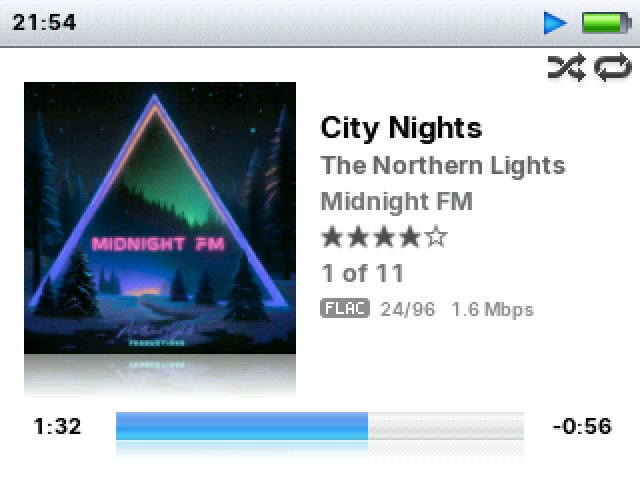 21:54
City Nights
The Northern Lights
Midnight FM
1 of 11
FLAC 24/96 1.6 Mbps
MIDNIGHT FM
PRODUCTIONS
1:32
-0:56